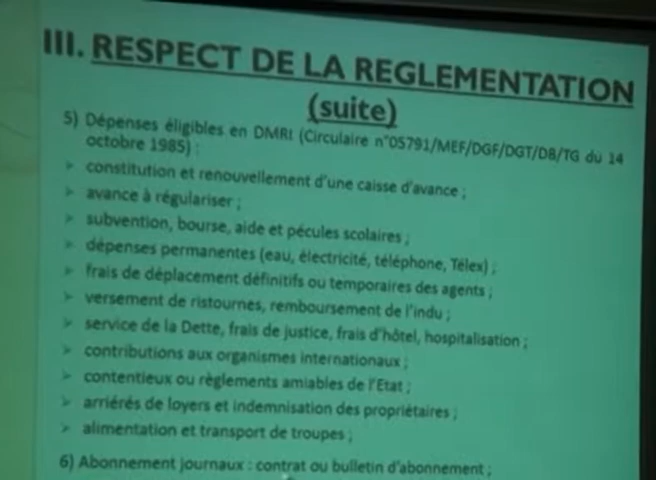 III. RESPECT DE LA REGLEMENTATION
(suite)
5) Dépenses éligibles en DMRI (Circulaire n°05791/MEF/DGF/DGT/DB/TG du 14
octobre 1985) :
➢ constitution et renouvellement d'une caisse d'avance ;
➢ avance à régulariser ;
➢ subvention, bourse, aide et pécules scolaires ;
➢ dépenses permanentes (eau, électricité, téléphone, Télex) ;
➢ frais de déplacement définitifs ou temporaires des agents ;
➢ versement de ristournes, remboursement de l'indu ;
➢ service de la Dette, frais de justice, frais d'hôtel, hospitalisation ;
➢ contributions aux organismes internationaux ;
➢ contentieux ou règlements amiables de l'Etat ;
➢ arriérés de loyers et indemnisation des propriétaires ;
➢ alimentation et transport de troupes ;
6) Abonnement journaux : contrat ou bulletin d'abonnement ;